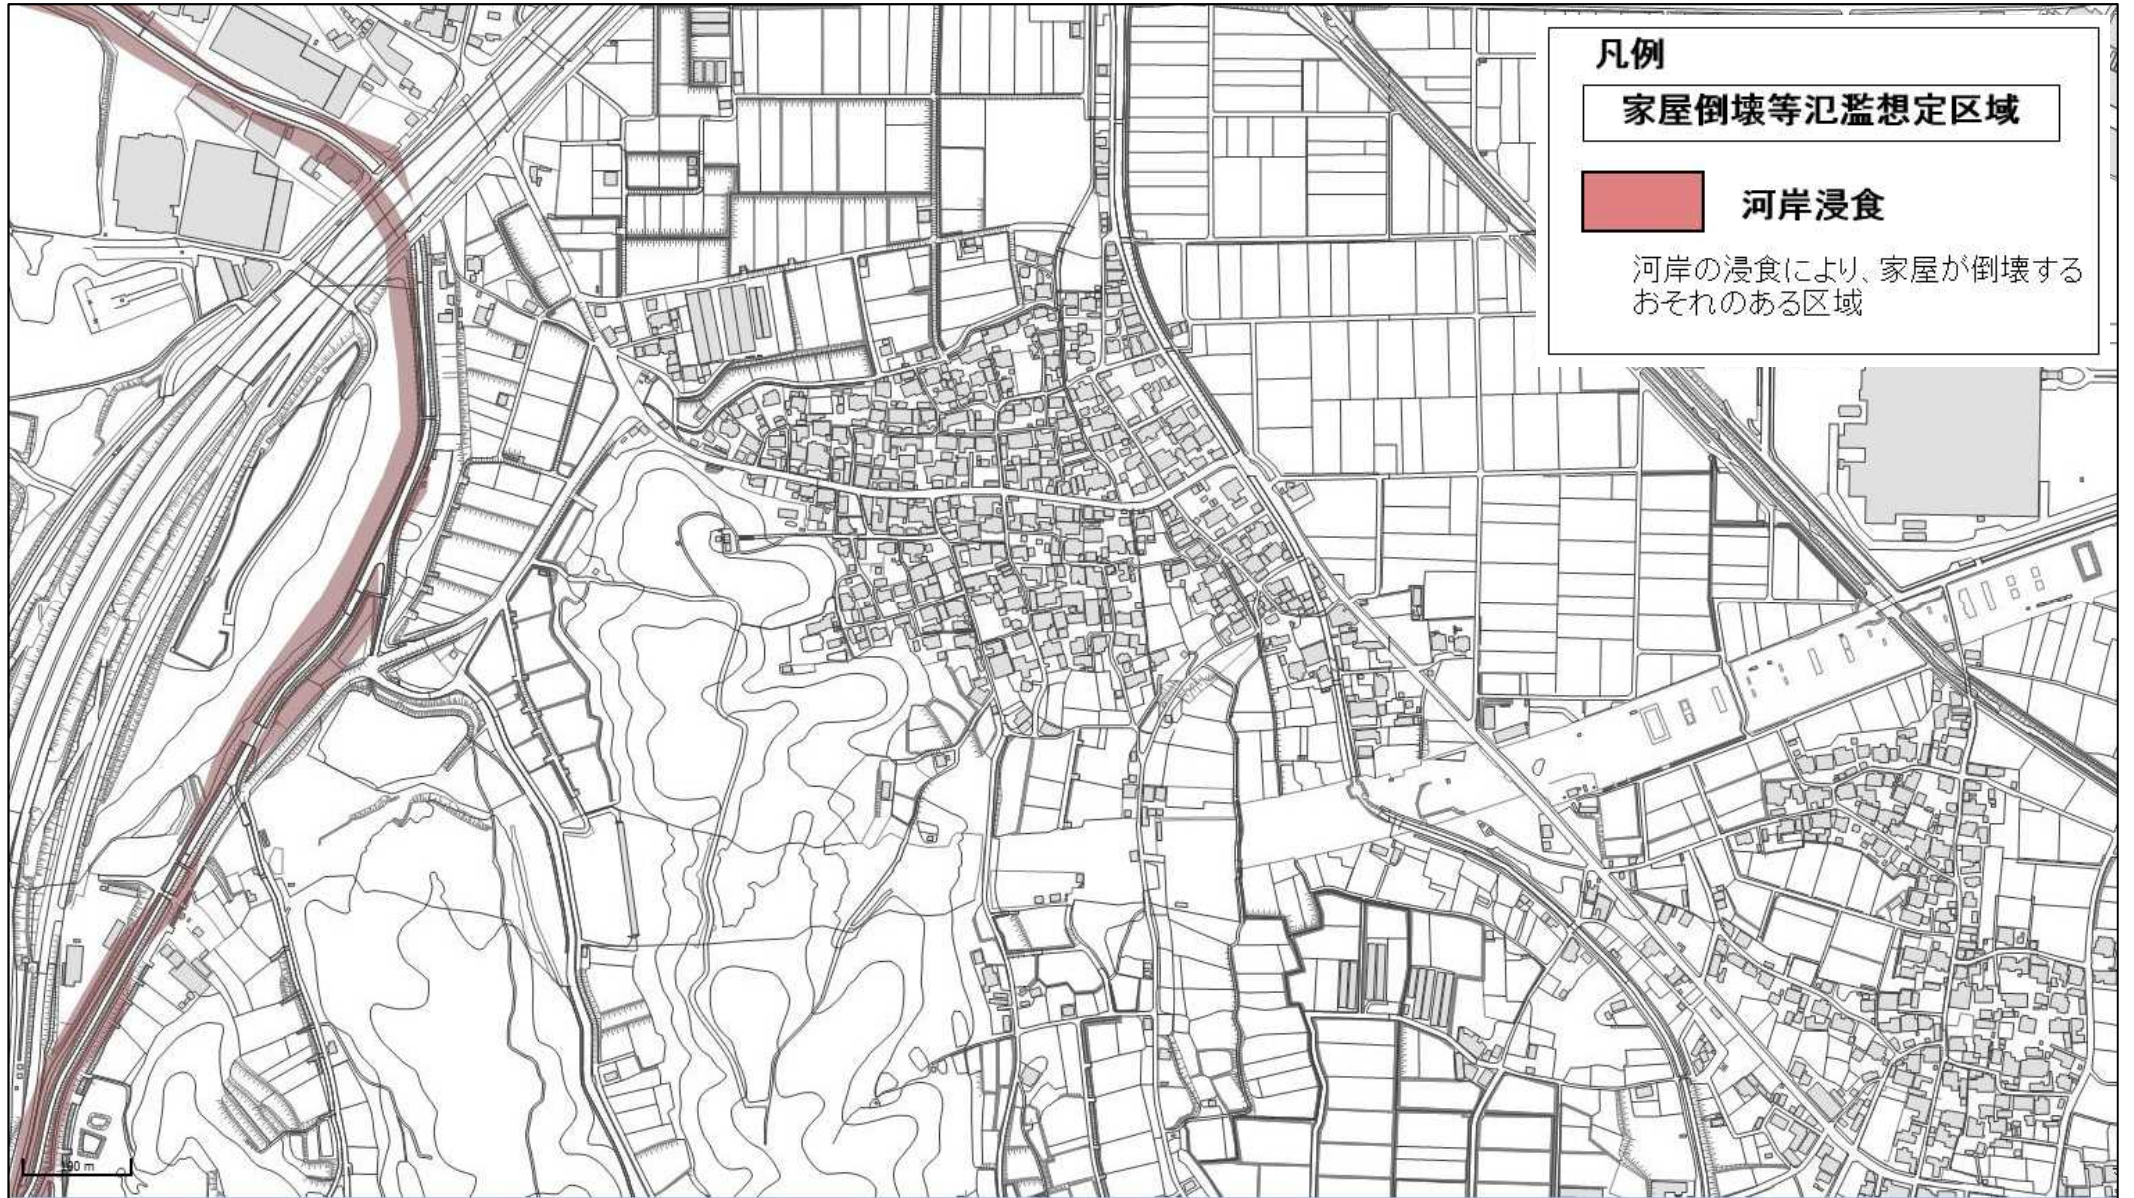 凡例
家屋倒壊等氾濫想定区域
河岸浸食
河岸の浸食により、家屋が倒壊する
おそれのある区域